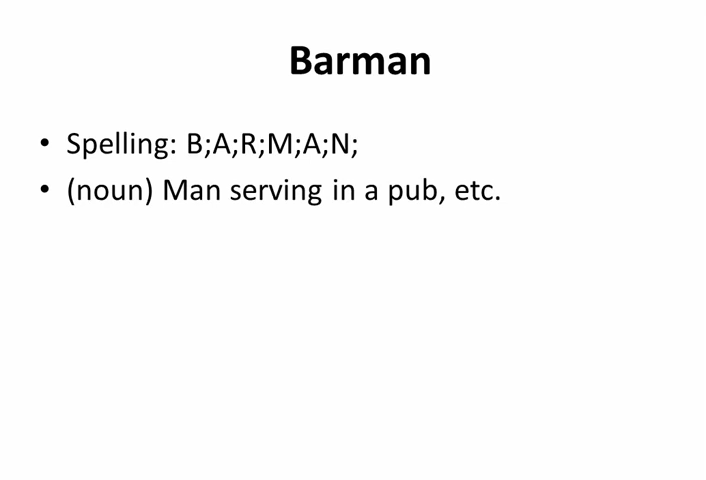 Barman
• Spelling: B;A;R;M;A;N;
• (noun) Man serving in a pub, etc.